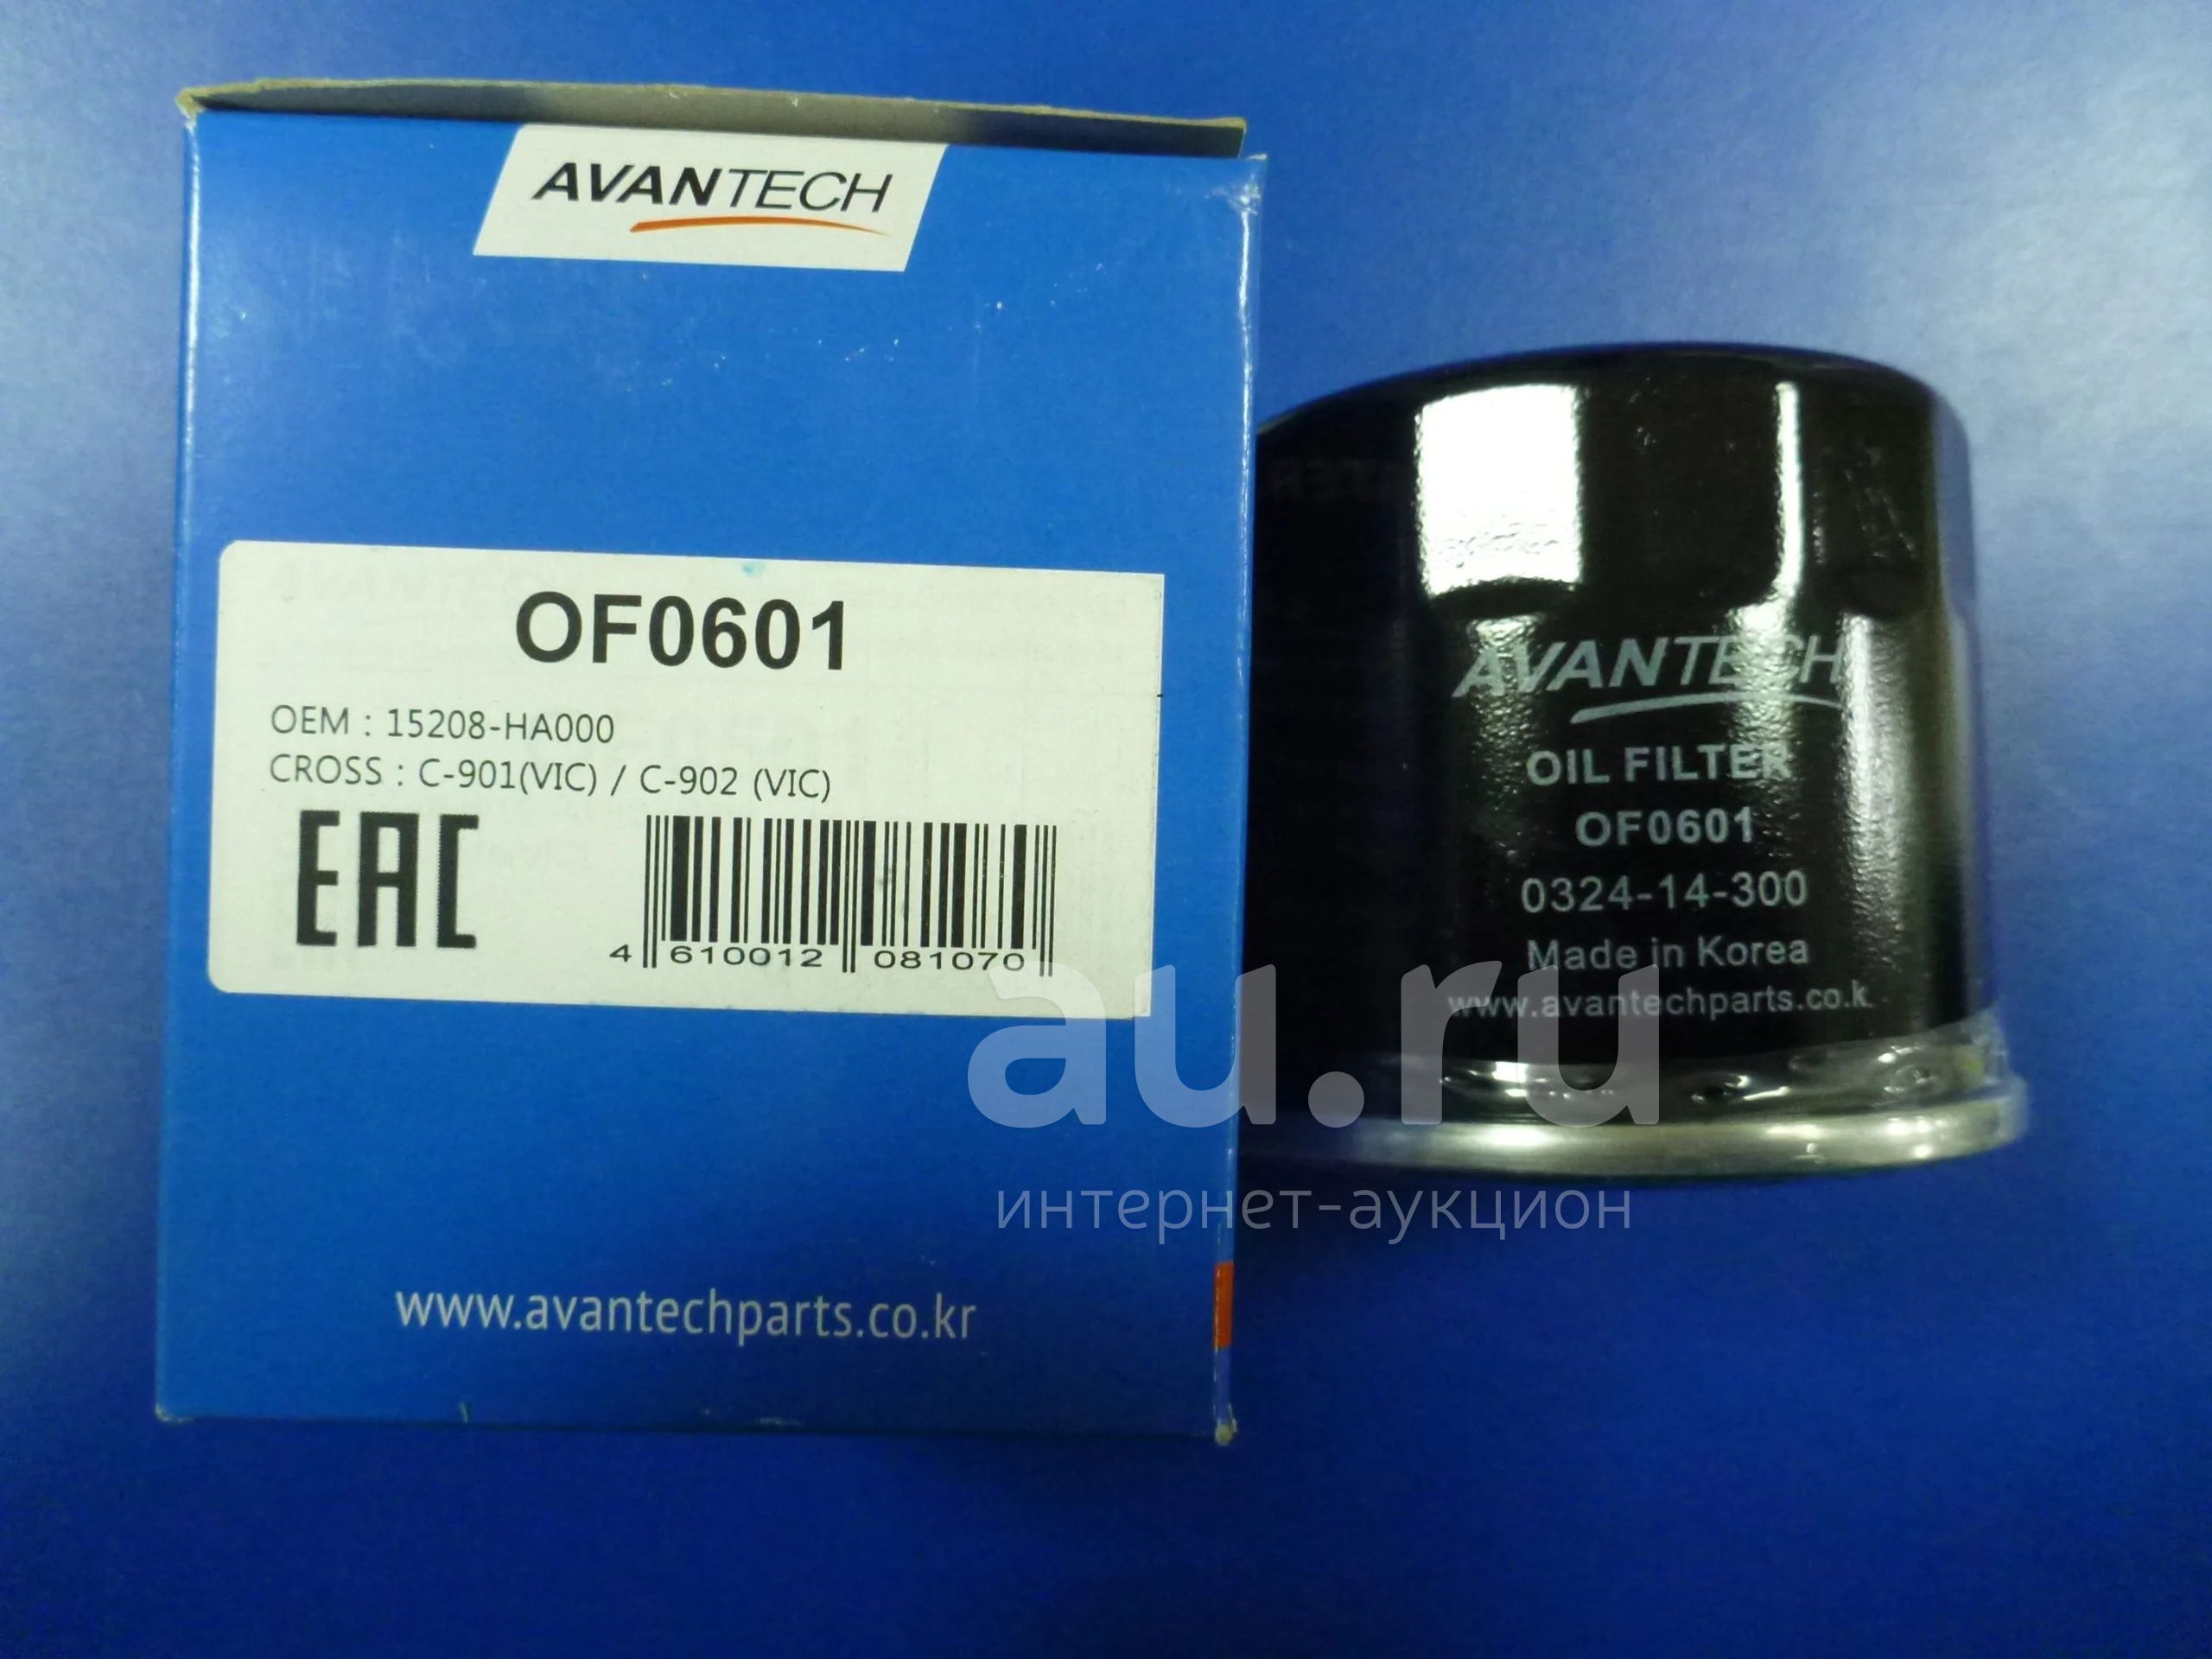 AVANTECH
OF0601
OEM : 15208-HA000
CROSS : C-901(VIC) / C-902 (VIC)
EAC
4 610012 081070
www.avantechparts.co.kr
AVANTECH
OIL FILTER
OF0601
0324-14-300
Made in Korea
www.avantechparts.co.k
au.ru
интернет-аукцион